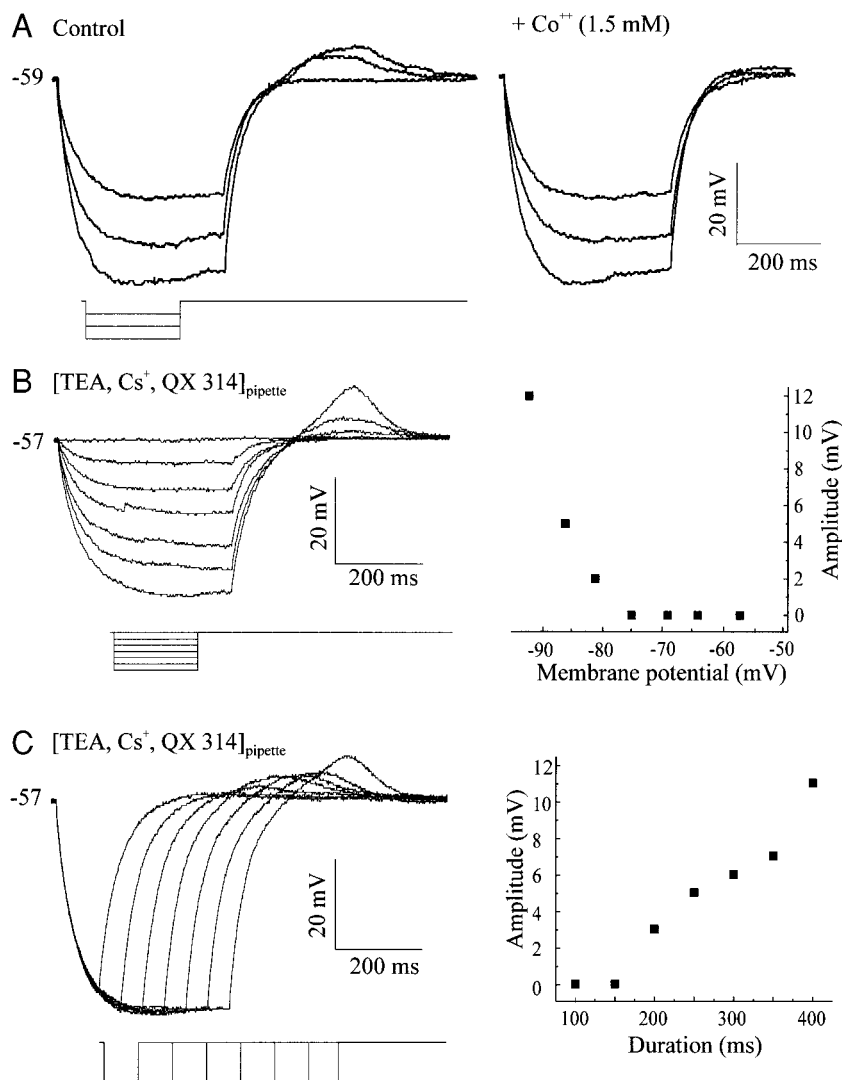 A Control
+ Co++ (1.5 mM)
-59
20 mV
200 ms
B [TEA, Cs+, QX 314]pipette
-57
20 mV
200 ms
12
10
8
6
4
2
0
Amplitude (mV)
-90 -80 -70 -60 -50
Membrane potential (mV)
C [TEA, Cs+, QX 314]pipette
-57
20 mV
200 ms
12
10
8
6
4
2
0
Amplitude (mV)
100 200 300 400
Duration (ms)